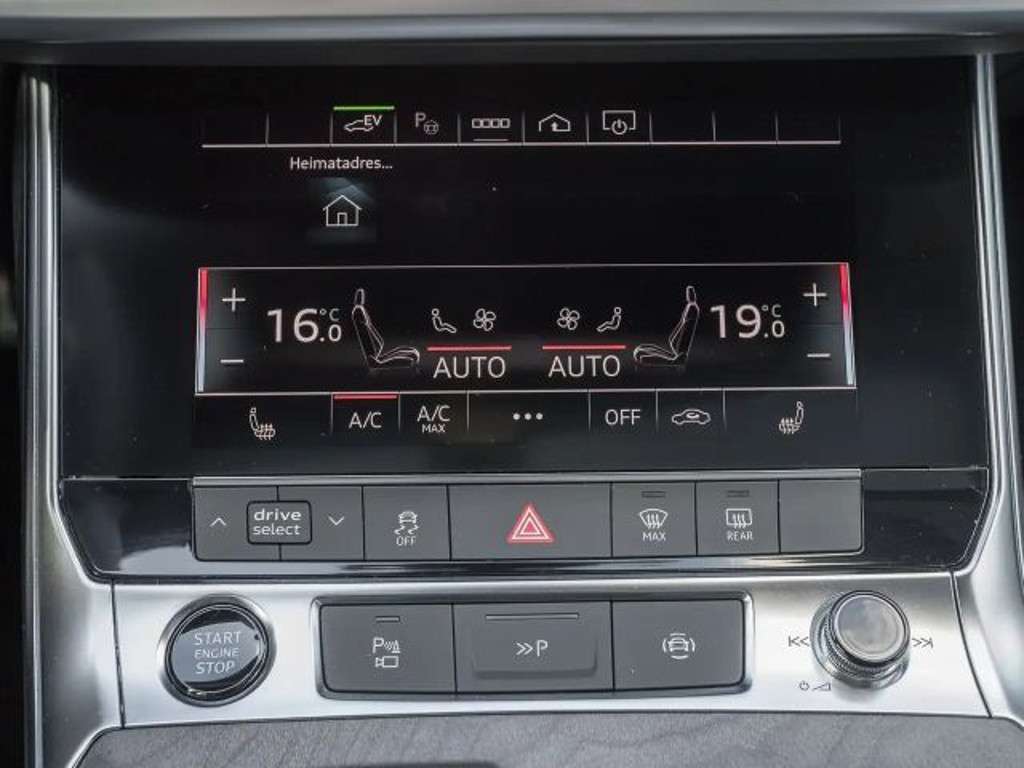 EV
P
Heimatadres...
+
+
16.0 °C
19.0 °C
AUTO
AUTO
A/C
A/C
MAX
OFF
drive
select
OFF
MAX
REAR
START
ENGINE
STOP
P
>>P